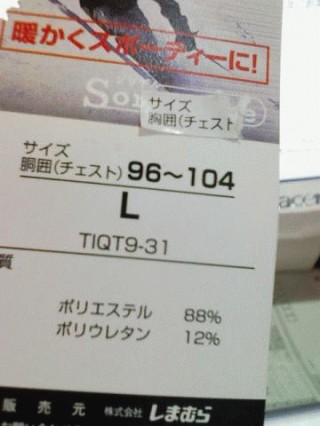 暖かくスポーティーに!
サイズ
胸囲(チェスト
サイズ
胴囲(チェスト) 96〜104
L
TIQT9-31
質
ポリエステル 88%
ポリウレタン 12%
販売元 株式会社 しまむら